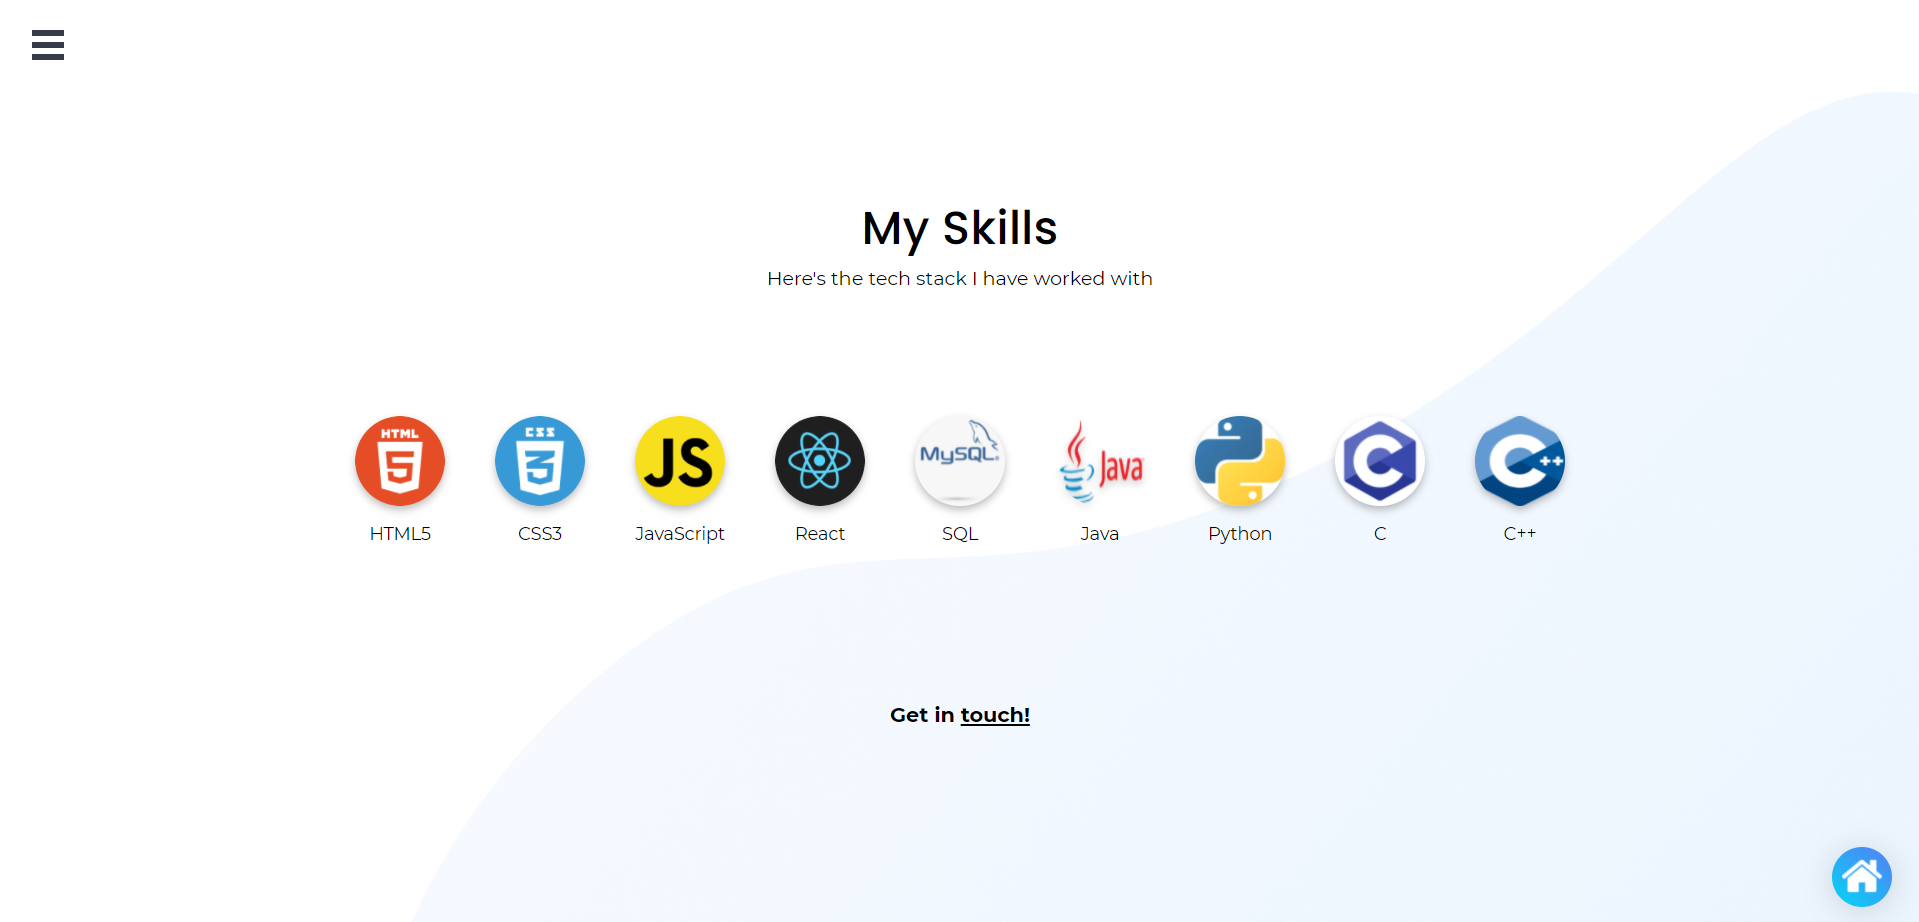 My Skills
Here's the tech stack I have worked with
HTML
5
CSS
3
JS
MySQL
Java
C
C++
HTML5
CSS3
JavaScript
React
SQL
Java
Python
C
C++
Get in touch!